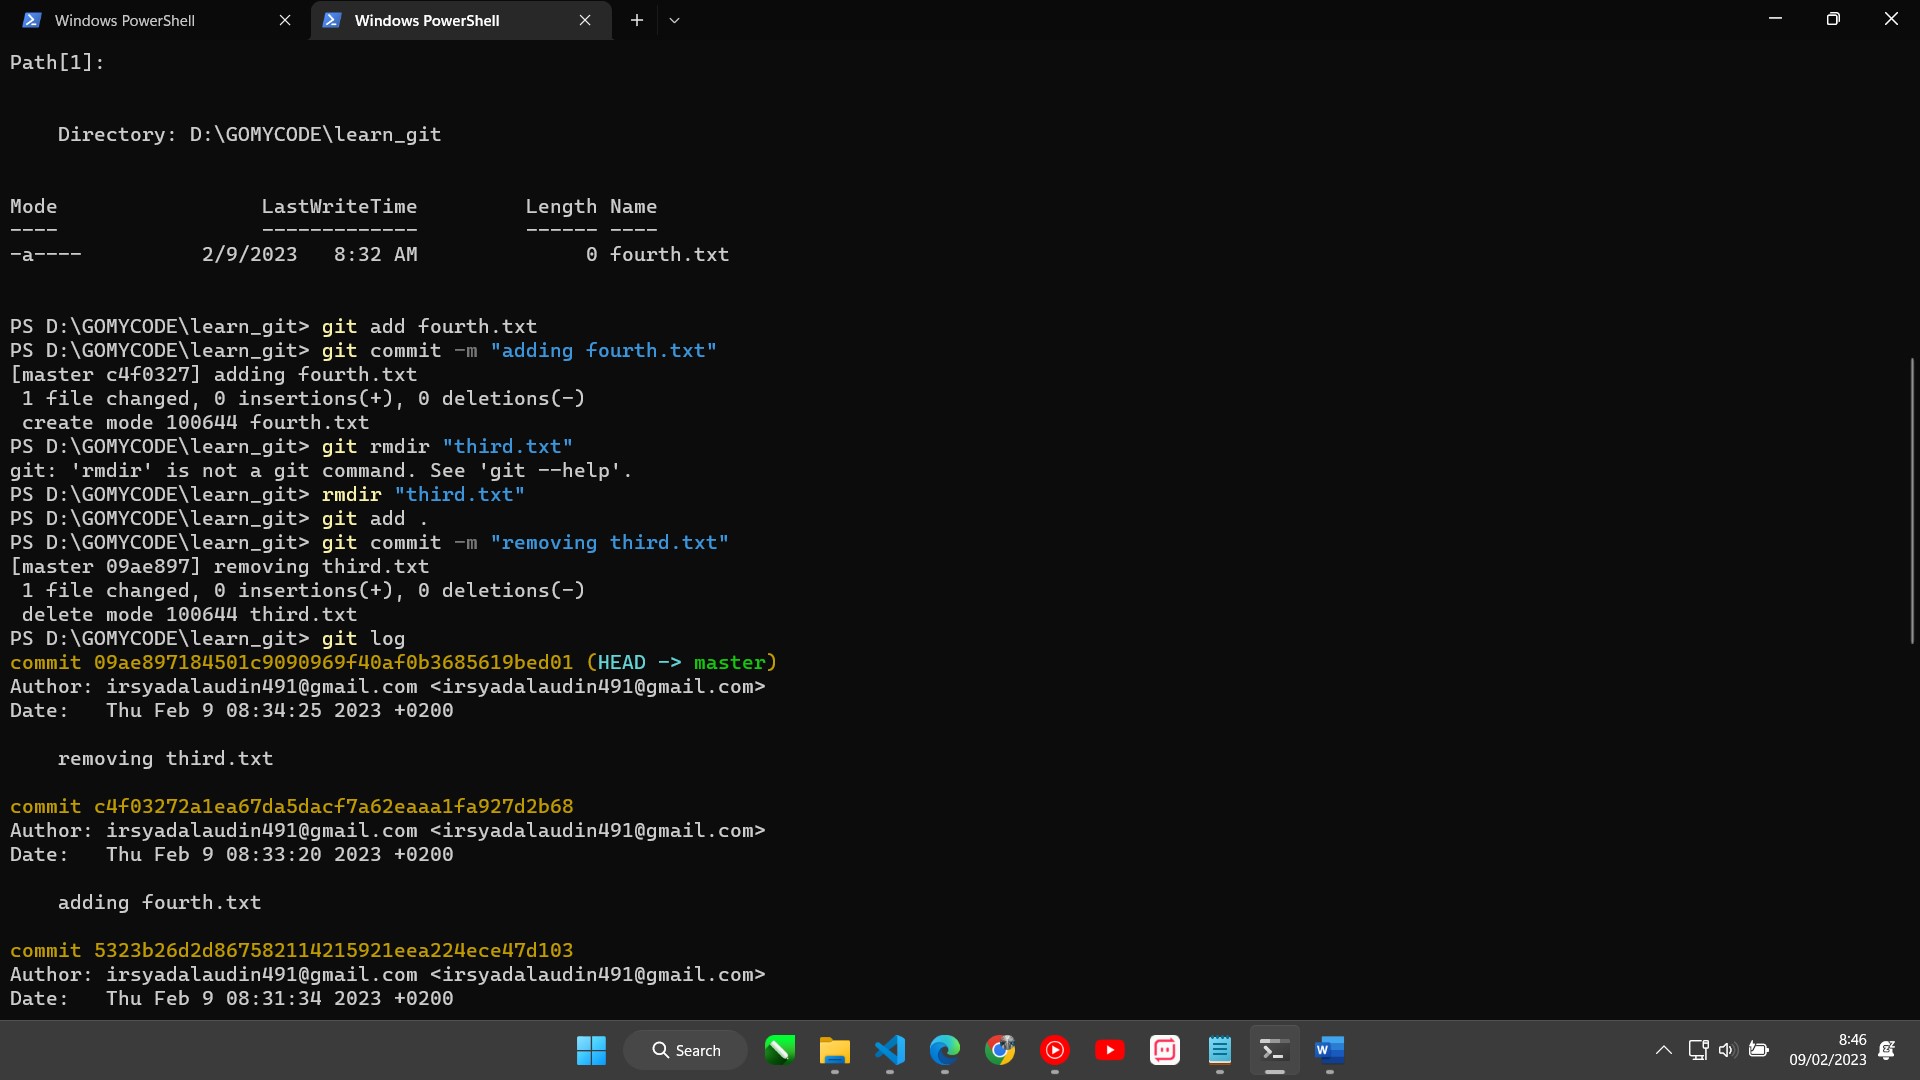 Windows PowerShell
Windows PowerShell
Path[1]:
Directory: D:\GOMYCODE\learn_git
Mode                 LastWriteTime         Length Name
----                 -------------         ------ ----
-a----          2/9/2023   8:32 AM              0 fourth.txt
PS D:\GOMYCODE\learn_git> git add fourth.txt
PS D:\GOMYCODE\learn_git> git commit -m "adding fourth.txt"
[master c4f0327] adding fourth.txt
 1 file changed, 0 insertions(+), 0 deletions(-)
 create mode 100644 fourth.txt
PS D:\GOMYCODE\learn_git> git rmdir "third.txt"
git: 'rmdir' is not a git command. See 'git --help'.
PS D:\GOMYCODE\learn_git> rmdir "third.txt"
PS D:\GOMYCODE\learn_git> git add .
PS D:\GOMYCODE\learn_git> git commit -m "removing third.txt"
[master 09ae897] removing third.txt
 1 file changed, 0 insertions(+), 0 deletions(-)
 delete mode 100644 third.txt
PS D:\GOMYCODE\learn_git> git log
commit 09ae897184501c9090969f40af0b3685619bed01 (HEAD -> master)
Author: irsyadalaudin491@gmail.com <irsyadalaudin491@gmail.com>
Date:   Thu Feb 9 08:34:25 2023 +0200
    removing third.txt
commit c4f03272a1ea67da5dacf7a62eaaa1fa927d2b68
Author: irsyadalaudin491@gmail.com <irsyadalaudin491@gmail.com>
Date:   Thu Feb 9 08:33:20 2023 +0200
    adding fourth.txt
commit 5323b26d2d867582114215921eea224ece47d103
Author: irsyadalaudin491@gmail.com <irsyadalaudin491@gmail.com>
Date:   Thu Feb 9 08:31:34 2023 +0200
Search
8:46
09/02/2023